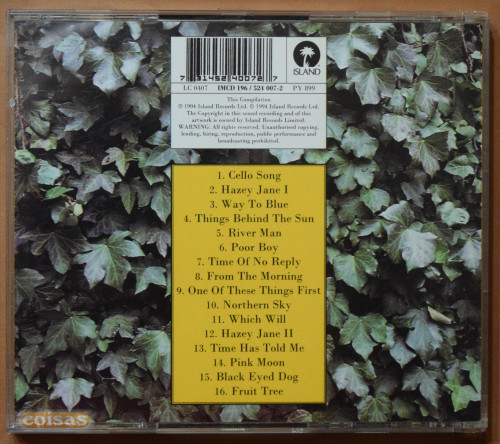 7 31452 40072 7
ISLAND
LC 0407 IMCD 196 / 524 007-2 PY 899
This Compilation
℗ 1994 Island Records Ltd. © 1994 Island Records Ltd.
The Copyright in this sound recording and of this
artwork is owned by Island Records Limited.
WARNING: All rights reserved. Unauthorised copying,
lending, hiring, reproduction, public performance and
broadcasting prohibited.
1. Cello Song
2. Hazey Jane I
3. Way To Blue
4. Things Behind The Sun
5. River Man
6. Poor Boy
7. Time Of No Reply
8. From The Morning
9. One Of These Things First
10. Northern Sky
11. Which Will
12. Hazey Jane II
13. Time Has Told Me
14. Pink Moon
15. Black Eyed Dog
16. Fruit Tree
coisas